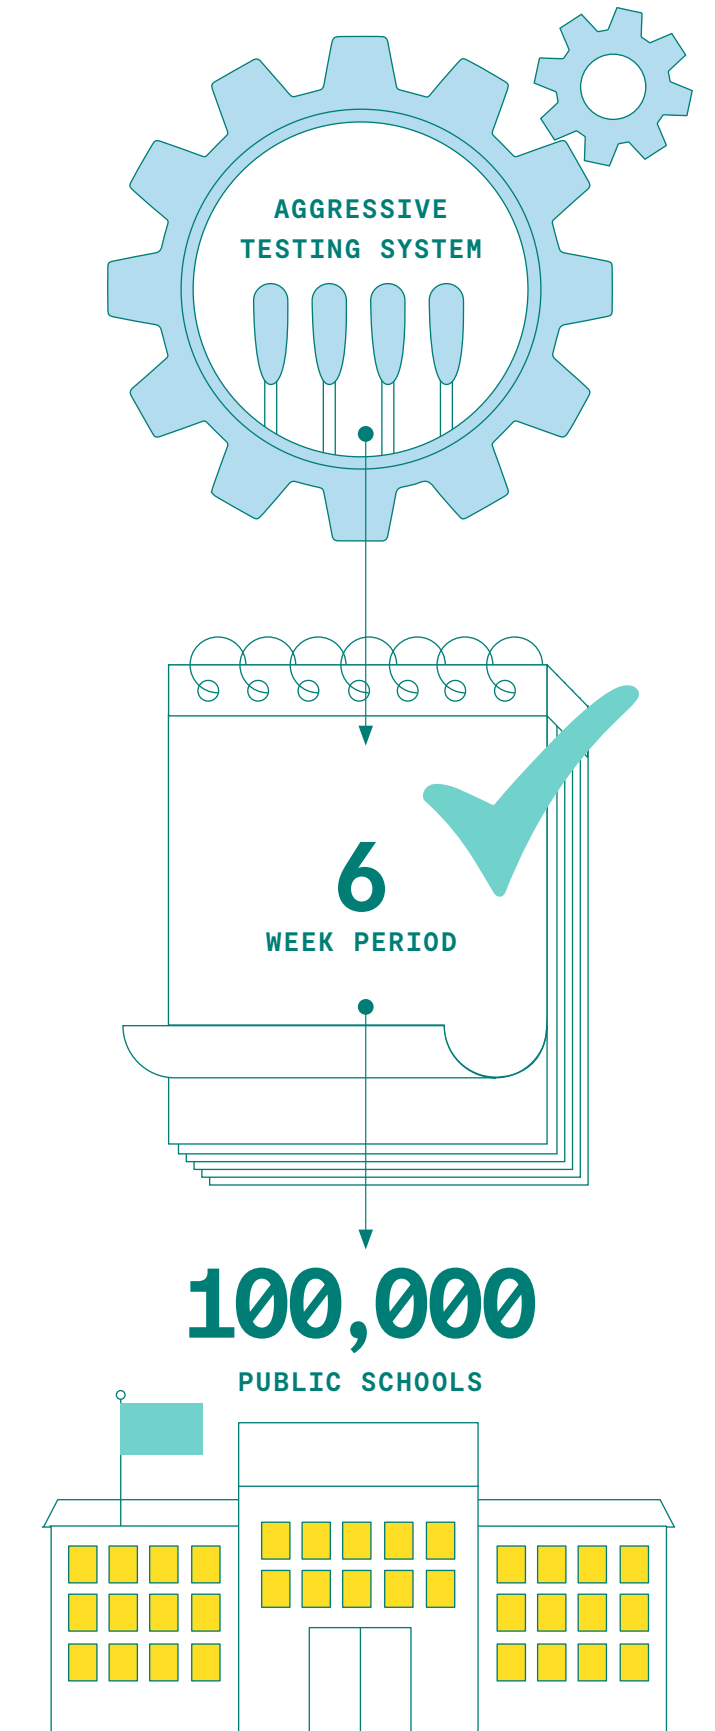 AGGRESSIVE
TESTING SYSTEM
6
WEEK PERIOD
100,000
PUBLIC SCHOOLS